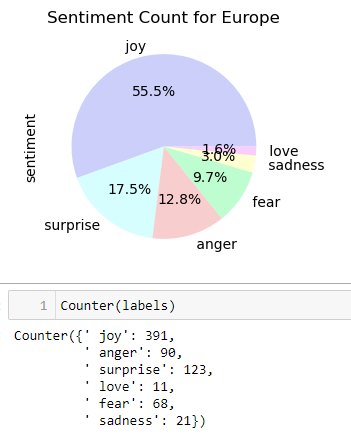 Sentiment Count for Europe
joy
55.5%
sentiment
1.6%
love
3.0%
sadness
9.7%
17.5%
12.8%
fear
surprise
anger
1 Counter(labels)
Counter({' joy': 391,
' anger': 90,
' surprise': 123,
' love': 11,
' fear': 68,
' sadness': 21})